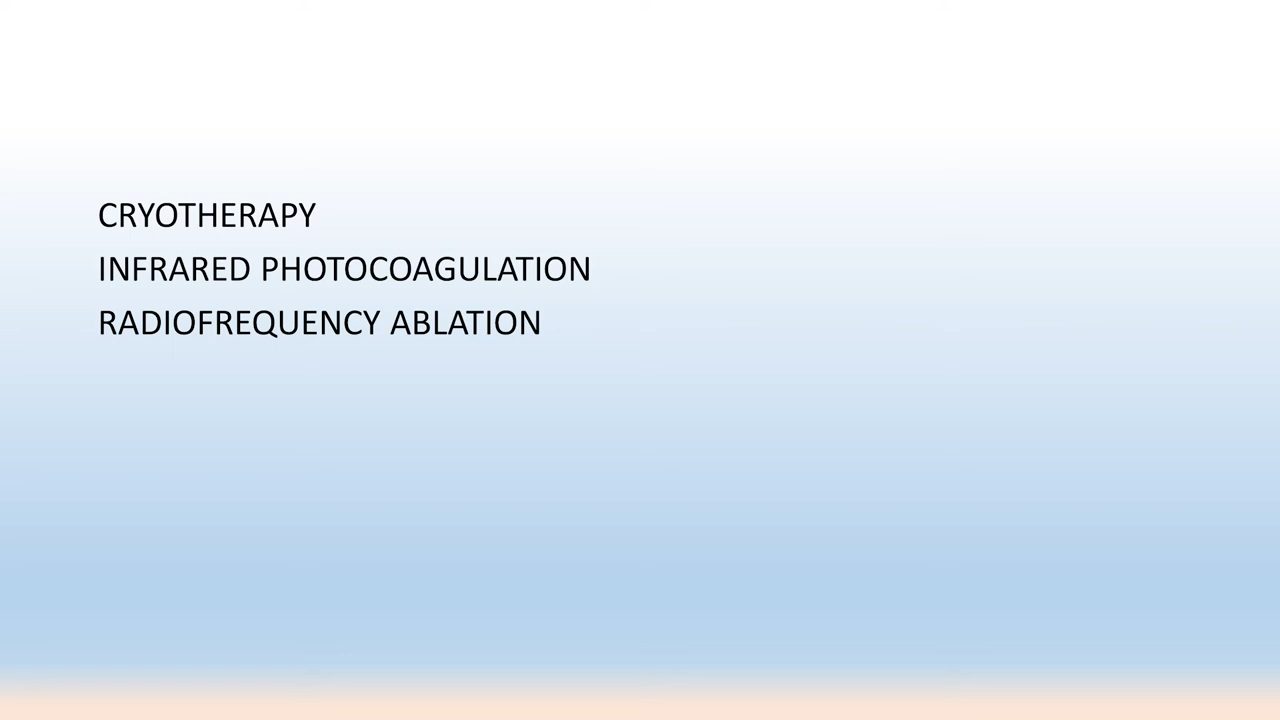 CRYOTHERAPY
INFRARED PHOTOCOAGULATION
RADIOFREQUENCY ABLATION